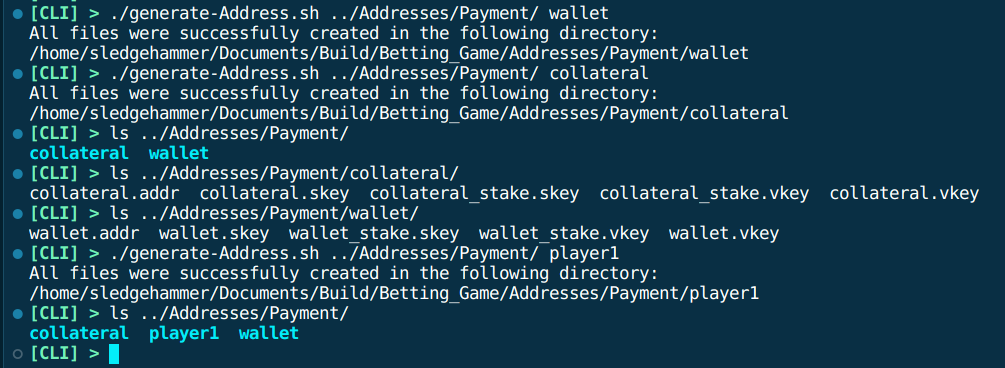 [CLI] > ./generate-Address.sh ../Addresses/Payment/ wallet
All files were successfully created in the following directory:
/home/sledgehammer/Documents/Build/Betting_Game/Addresses/Payment/wallet
[CLI] > ./generate-Address.sh ../Addresses/Payment/ collateral
All files were successfully created in the following directory:
/home/sledgehammer/Documents/Build/Betting_Game/Addresses/Payment/collateral
[CLI] > ls ../Addresses/Payment/
collateral  wallet
[CLI] > ls ../Addresses/Payment/collateral/
collateral.addr  collateral.skey  collateral_stake.skey  collateral_stake.vkey  collateral.vkey
[CLI] > ls ../Addresses/Payment/wallet/
wallet.addr  wallet.skey  wallet_stake.skey  wallet_stake.vkey  wallet.vkey
[CLI] > ./generate-Address.sh ../Addresses/Payment/ player1
All files were successfully created in the following directory:
/home/sledgehammer/Documents/Build/Betting_Game/Addresses/Payment/player1
[CLI] > ls ../Addresses/Payment/
collateral  player1  wallet
[CLI] >